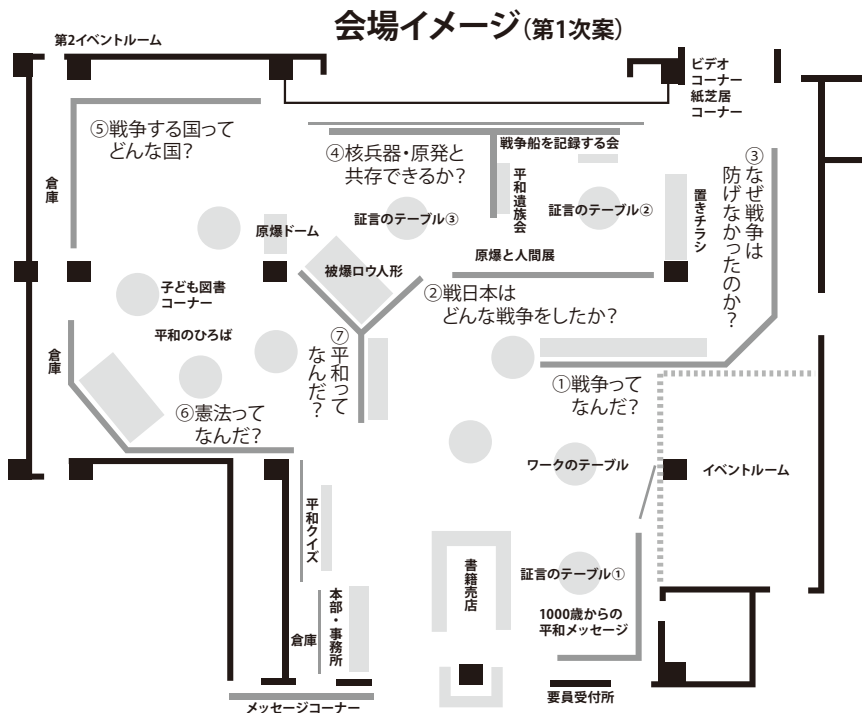 会場イメージ(第1次案)
第2イベントルーム
ビデオ
コーナー
紙芝居
コーナー
⑤戦争する国って
どんな国?
④核兵器・原発と
共存できるか?
戦争船を記録する会
③なぜ戦争は
防げなかったのか?
倉庫
平和遺族会
置きチラシ
証言のテーブル③
証言のテーブル②
原爆ドーム
原爆と人間展
被爆ロウ人形
子ども図書
コーナー
②戦日本は
どんな戦争をしたか?
平和のひろば
倉庫
⑦平和って
なんだ?
①戦争って
なんだ?
⑥憲法って
なんだ?
ワークのテーブル
イベントルーム
平和クイズ
書籍売店
証言のテーブル①
本部・事務所
倉庫
1000歳からの
平和メッセージ
要員受付所
メッセージコーナー